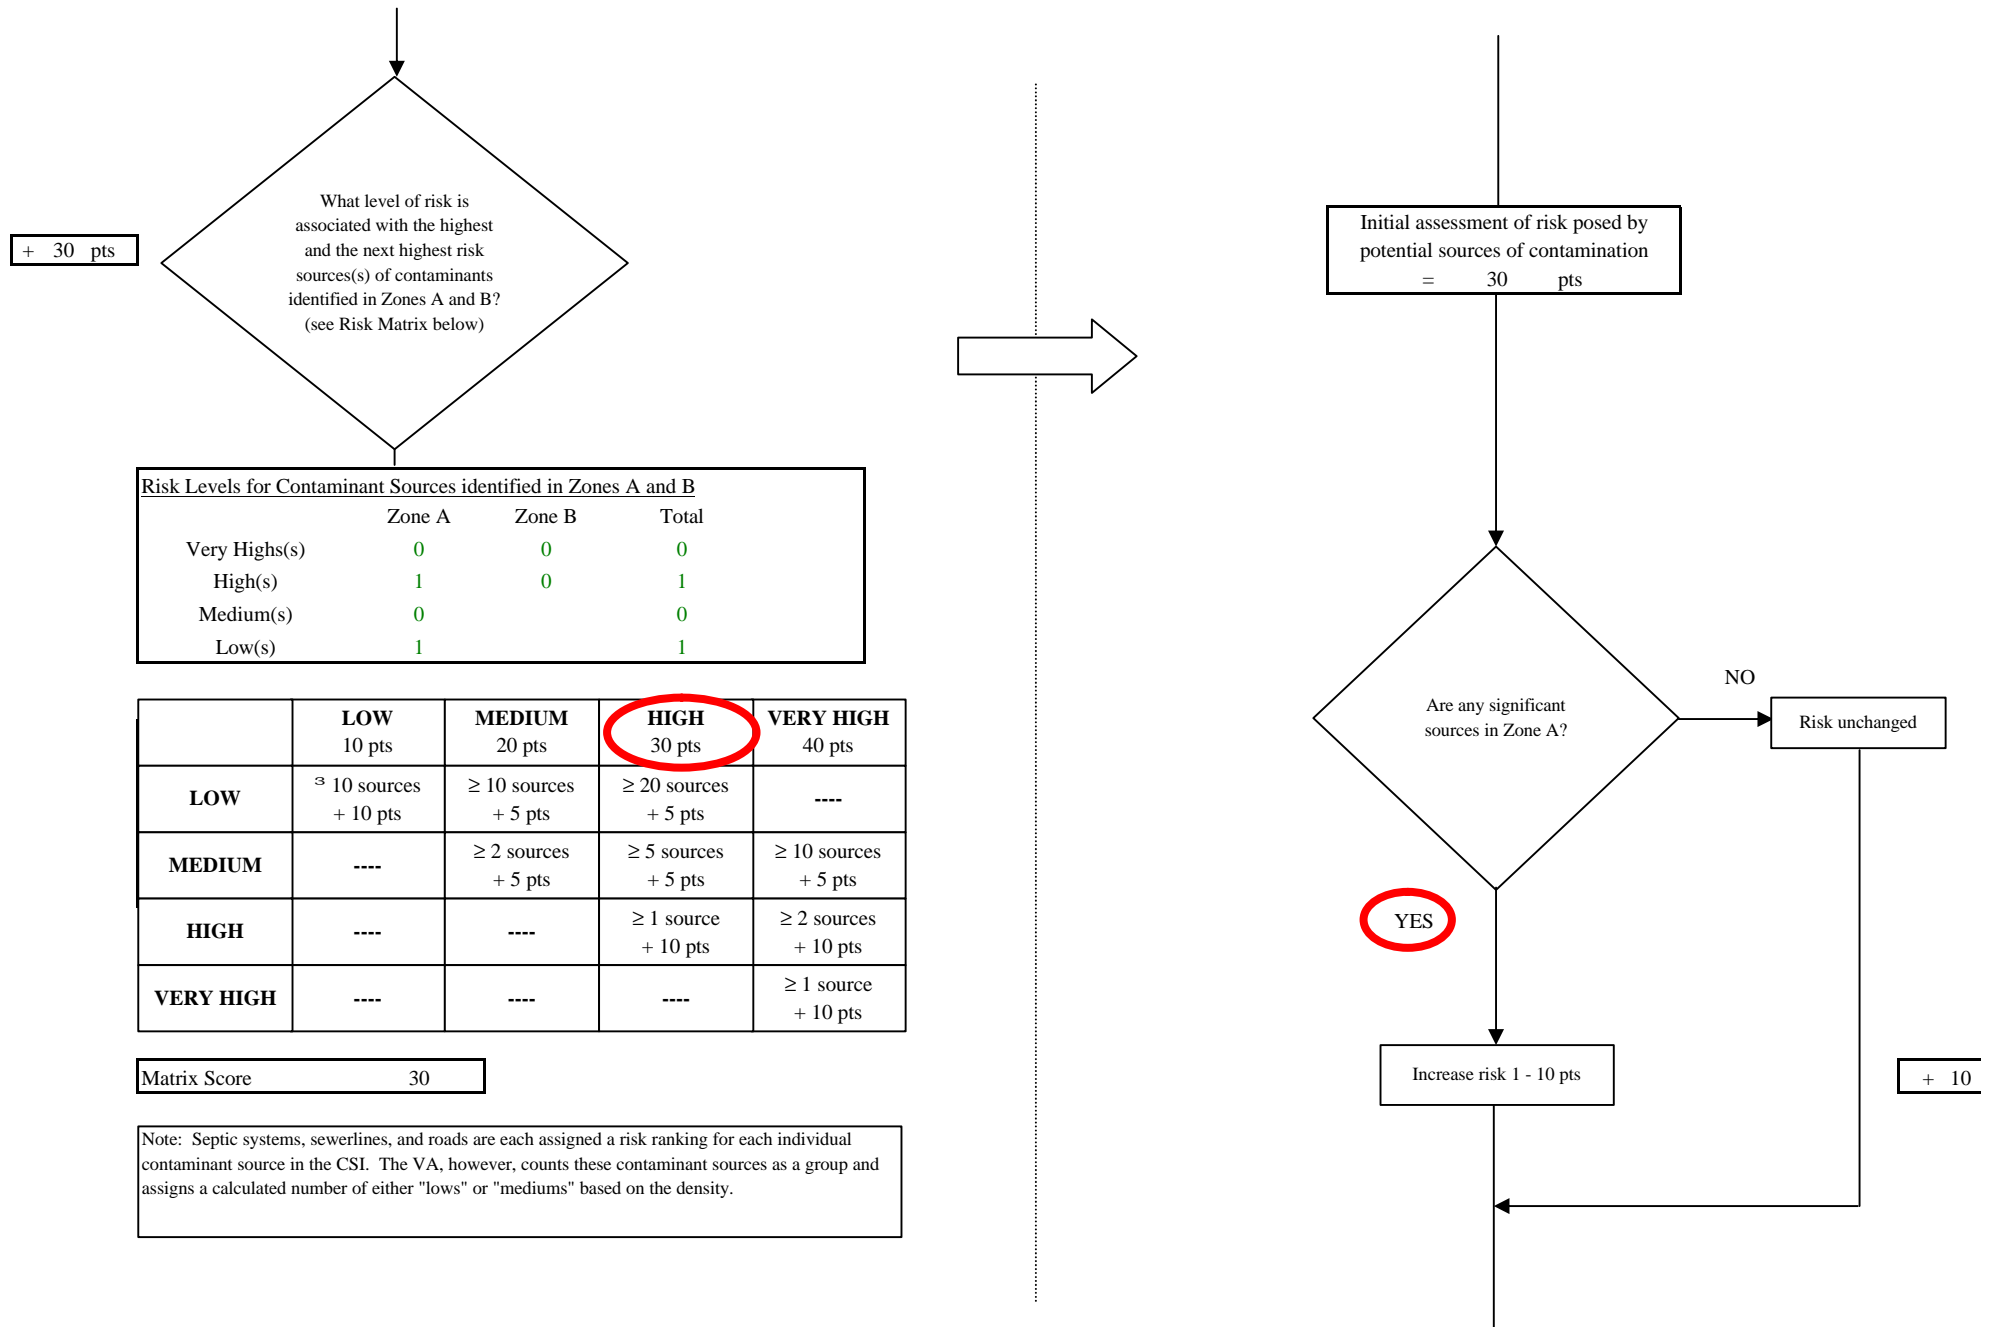 What level of risk is
associated with the highest
and the next highest risk
sources(s) of contaminants
identified in Zones A and B?
(see Risk Matrix below)
+ 30 pts
Risk Levels for Contaminant Sources identified in Zones A and B
Zone A Zone B Total
Very Highs(s) 0 0 0
High(s) 1 0 1
Medium(s) 0 0
Low(s) 1 1
LOW MEDIUM HIGH VERY HIGH
10 pts 20 pts 30 pts 40 pts
LOW ³ 10 sources ≥ 10 sources ≥ 20 sources ----
+ 10 pts + 5 pts + 5 pts
MEDIUM ---- ≥ 2 sources ≥ 5 sources ≥ 10 sources
+ 5 pts + 5 pts + 5 pts
HIGH ---- ---- ≥ 1 source ≥ 2 sources
+ 10 pts + 10 pts
VERY HIGH ---- ---- ---- ≥ 1 source
+ 10 pts
Matrix Score 30
Note: Septic systems, sewerlines, and roads are each assigned a risk ranking for each individual
contaminant source in the CSI. The VA, however, counts these contaminant sources as a group and
assigns a calculated number of either "lows" or "mediums" based on the density.
Initial assessment of risk posed by
potential sources of contamination
= 30 pts
Are any significant
sources in Zone A?
NO
Risk unchanged
YES
Increase risk 1 - 10 pts
+ 10